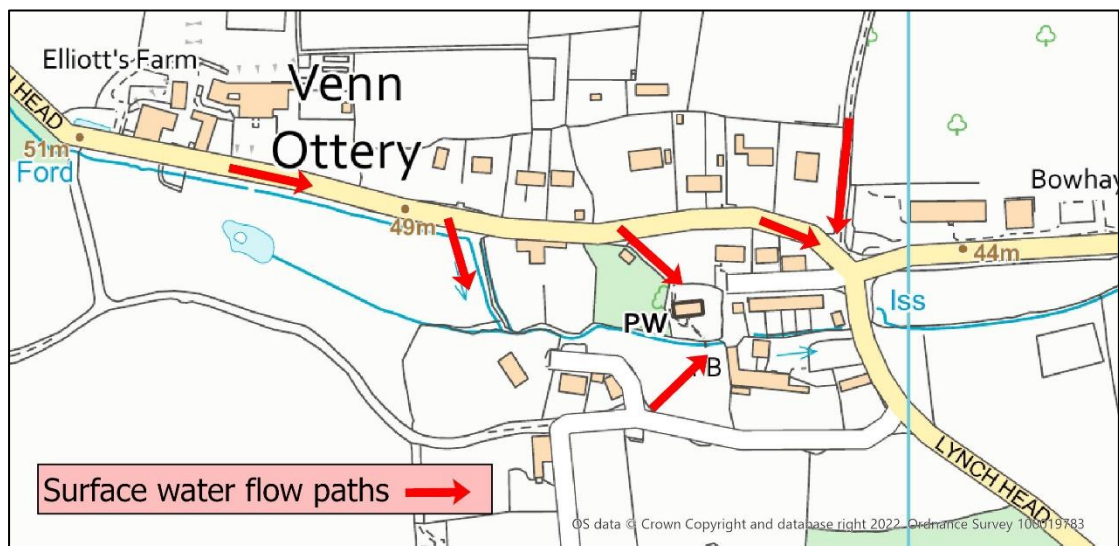 Elliott's Farm
Venn
Ottery
HEAD
51m
Ford
49m
Bowhay
44m
Iss
PW
B
LYNCH HEAD
Surface water flow paths
OS data © Crown Copyright and database right 2022. Ordnance Survey 100019783